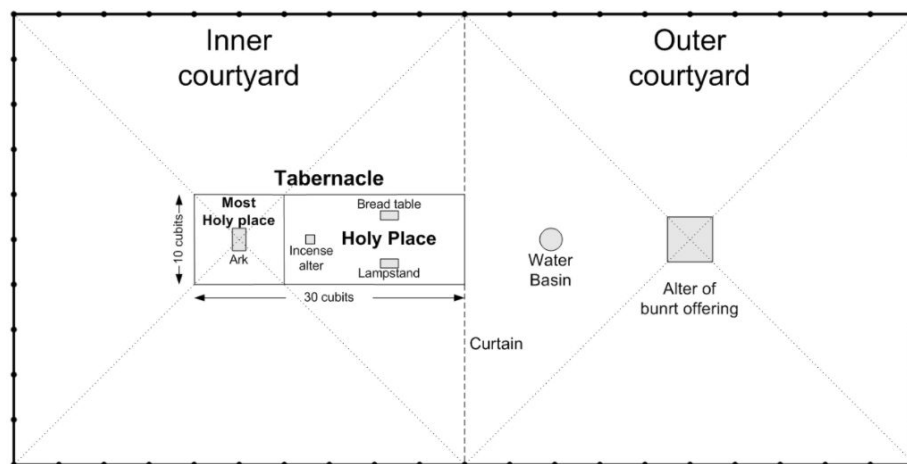 Inner
courtyard
Outer
courtyard
Tabernacle
Most
Holy place
Ark
10 cubits
Incense
alter
Bread table
Holy Place
Lampstand
30 cubits
Water
Basin
Alter of
bunrt offering
Curtain